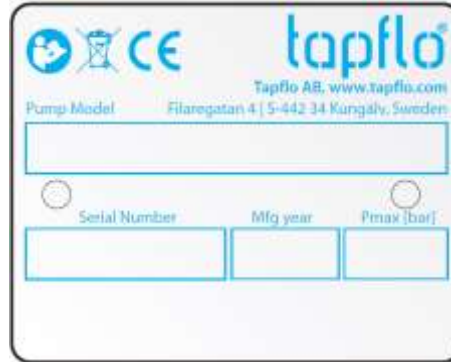 CE
tapflo®
Tapflo AB, www.tapflo.com
Pump Model Filaregatan 4 | S-442 34 Kungälv, Sweden
Serial Number Mfg year Pmax [bar]